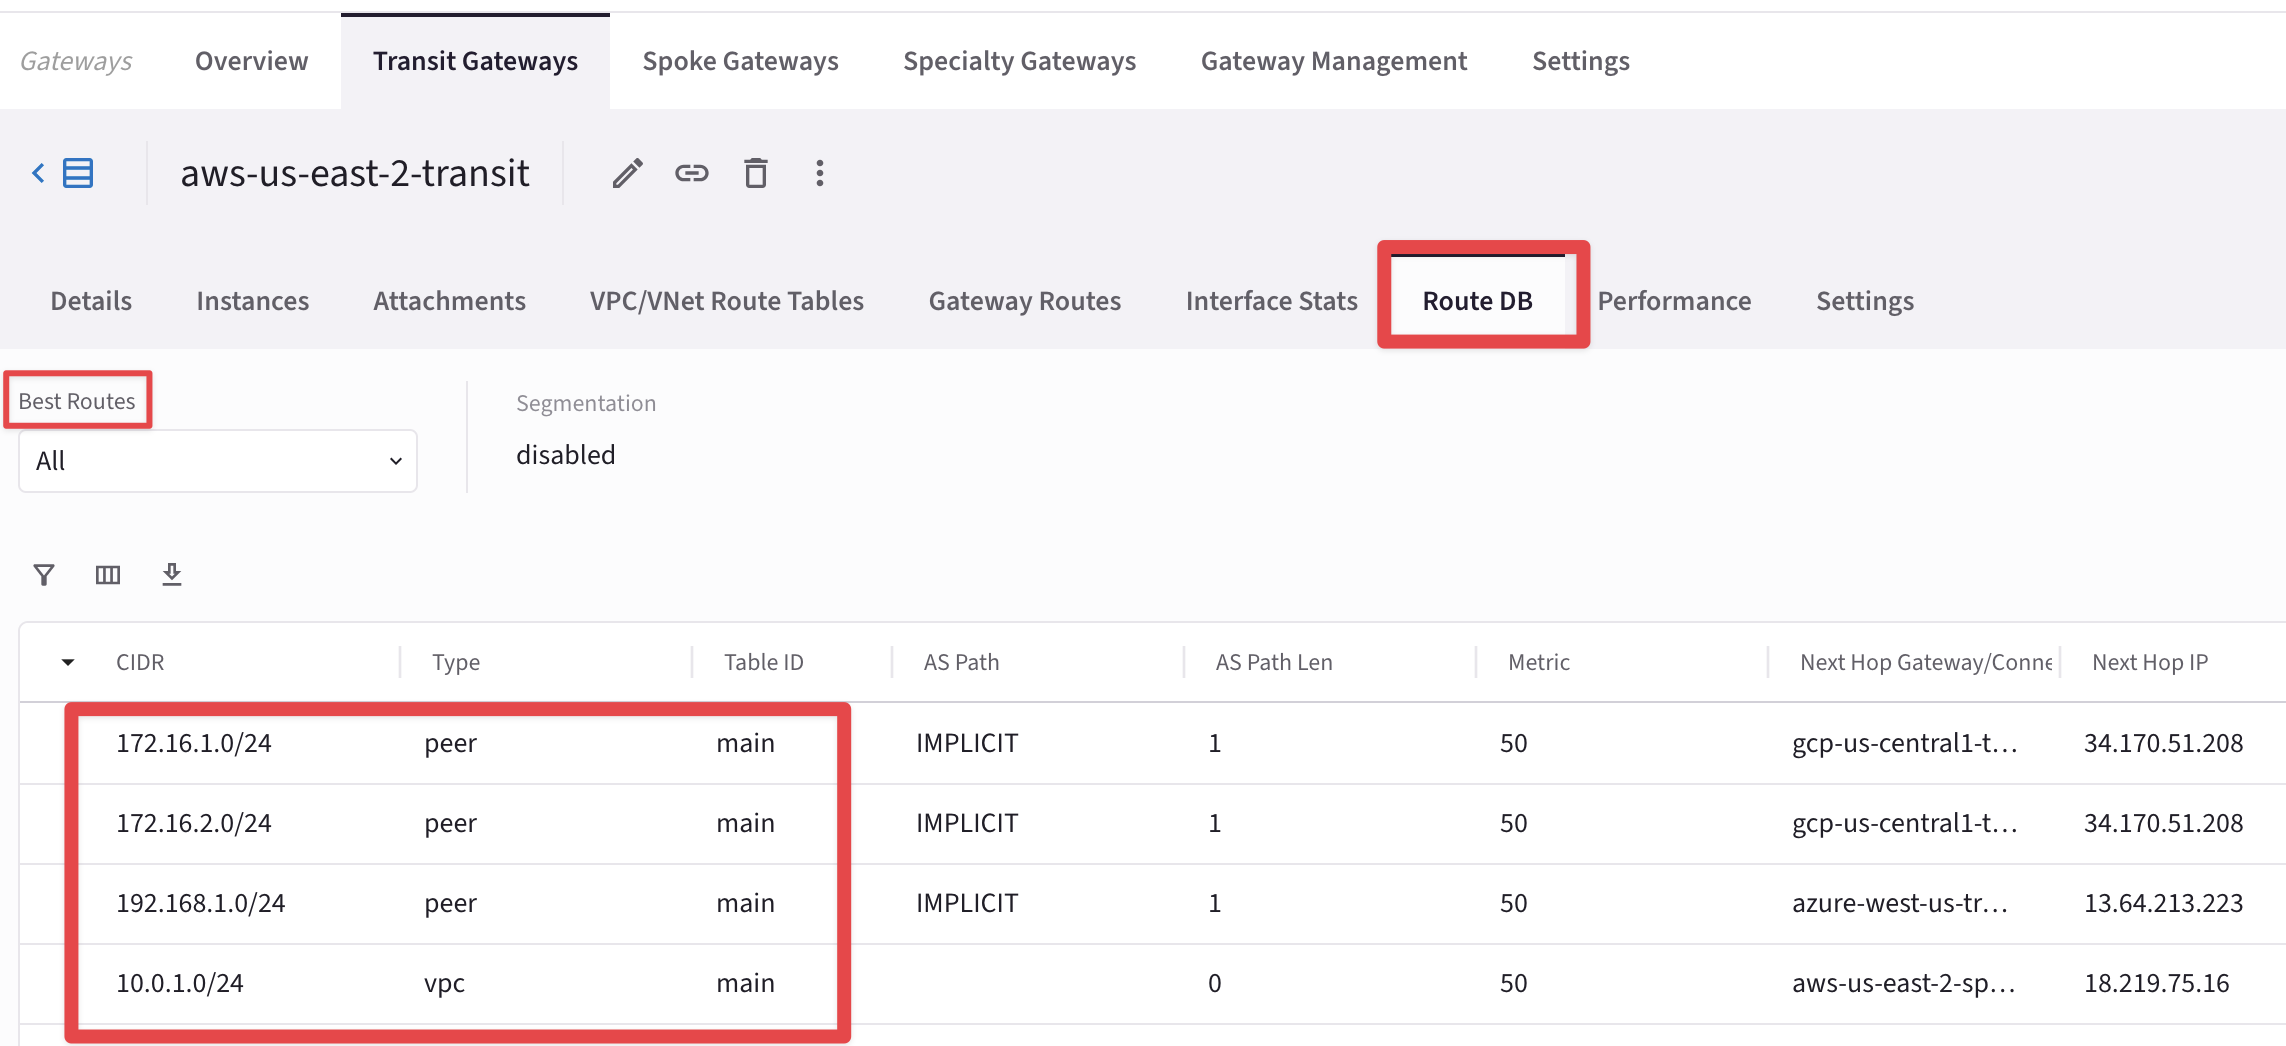 Gateways Overview Transit Gateways Spoke Gateways Specialty Gateways Gateway Management Settings
aws-us-east-2-transit
Details Instances Attachments VPC/VNet Route Tables Gateway Routes Interface Stats Route DB Performance Settings
Best Routes
All
Segmentation
disabled
CIDR Type Table ID AS Path AS Path Len Metric Next Hop Gateway/Conne Next Hop IP
172.16.1.0/24 peer main IMPLICIT 1 50 gcp-us-central1-t… 34.170.51.208
172.16.2.0/24 peer main IMPLICIT 1 50 gcp-us-central1-t… 34.170.51.208
192.168.1.0/24 peer main IMPLICIT 1 50 azure-west-us-tr… 13.64.213.223
10.0.1.0/24 vpc main 0 50 aws-us-east-2-sp… 18.219.75.16